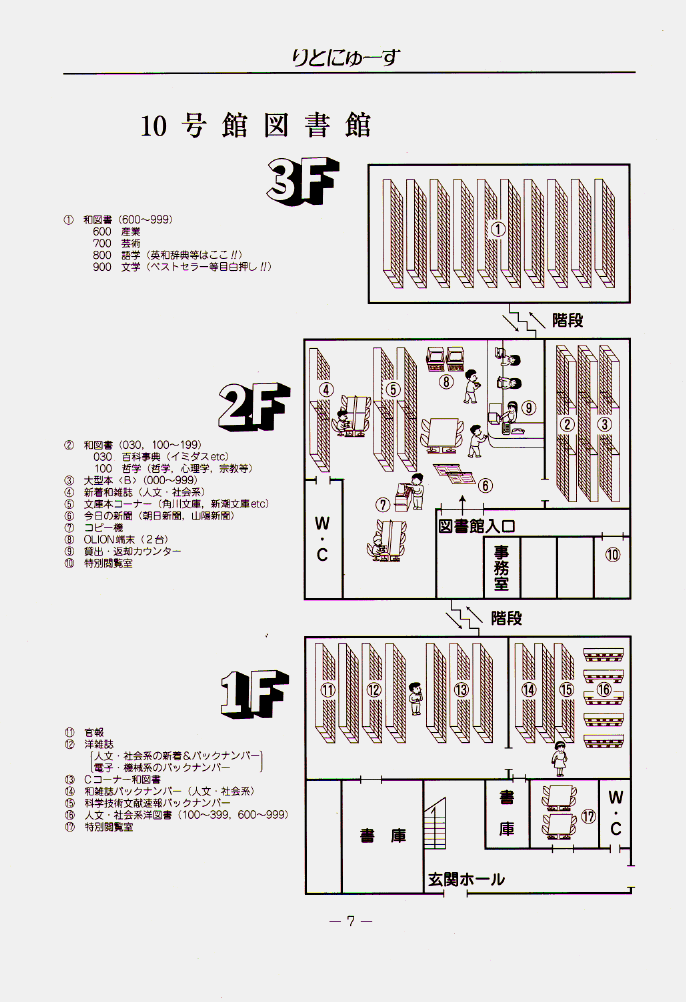 りとにゅーす
10号館図書館
3F
① 和図書(600〜999)
600 産業
700 芸術
800 語学(英和辞典等はここ!!)
900 文学(ベストセラー等目白押し!!)
①
階段
2F
② 和図書(030,100〜199)
030 百科事典(イミダスetc)
100 哲学(哲学,心理学,宗教等)
③ 大型本<B>(000〜999)
④ 新着和雑誌(人文・社会系)
⑤ 文庫本コーナー(角川文庫,新潮文庫etc)
⑥ 今日の新聞(朝日新聞,山陽新聞)
⑦ コピー機
⑧ OLION端末(2台)
⑨ 貸出・返却カウンター
⑩ 特別閲覧室
④
⑤
⑧
⑨
②
③
⑥
⑦
図書館入口
W・C
事務室
⑩
階段
1F
⑪ 官報
⑫ 洋雑誌
[人文・社会系の新着&バックナンバー]
[電子・機械系のバックナンバー]
⑬ Cコーナー和図書
⑭ 和雑誌バックナンバー(人文・社会系)
⑮ 科学技術文献速報バックナンバー
⑯ 人文・社会系洋図書(100〜399,600〜999)
⑰ 特別閲覧室
⑪
⑫
⑬
⑭
⑮
⑯
書庫
書庫
⑰
W・C
玄関ホール
− 7 −